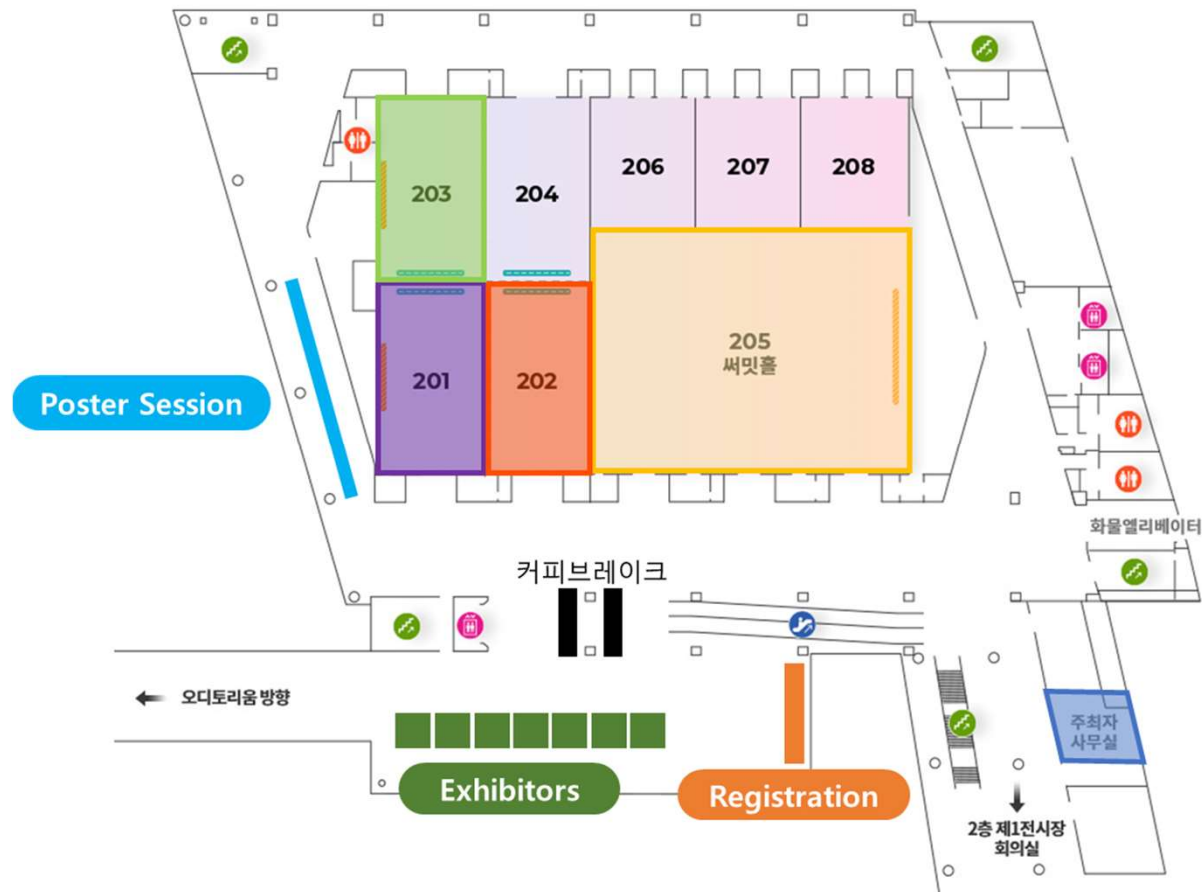 203
204
206
207
208
201
202
205
써밋홀
Poster Session
화물엘리베이터
커피브레이크
오디토리움 방향
주최자
사무실
Exhibitors
Registration
2층 제1전시장
회의실